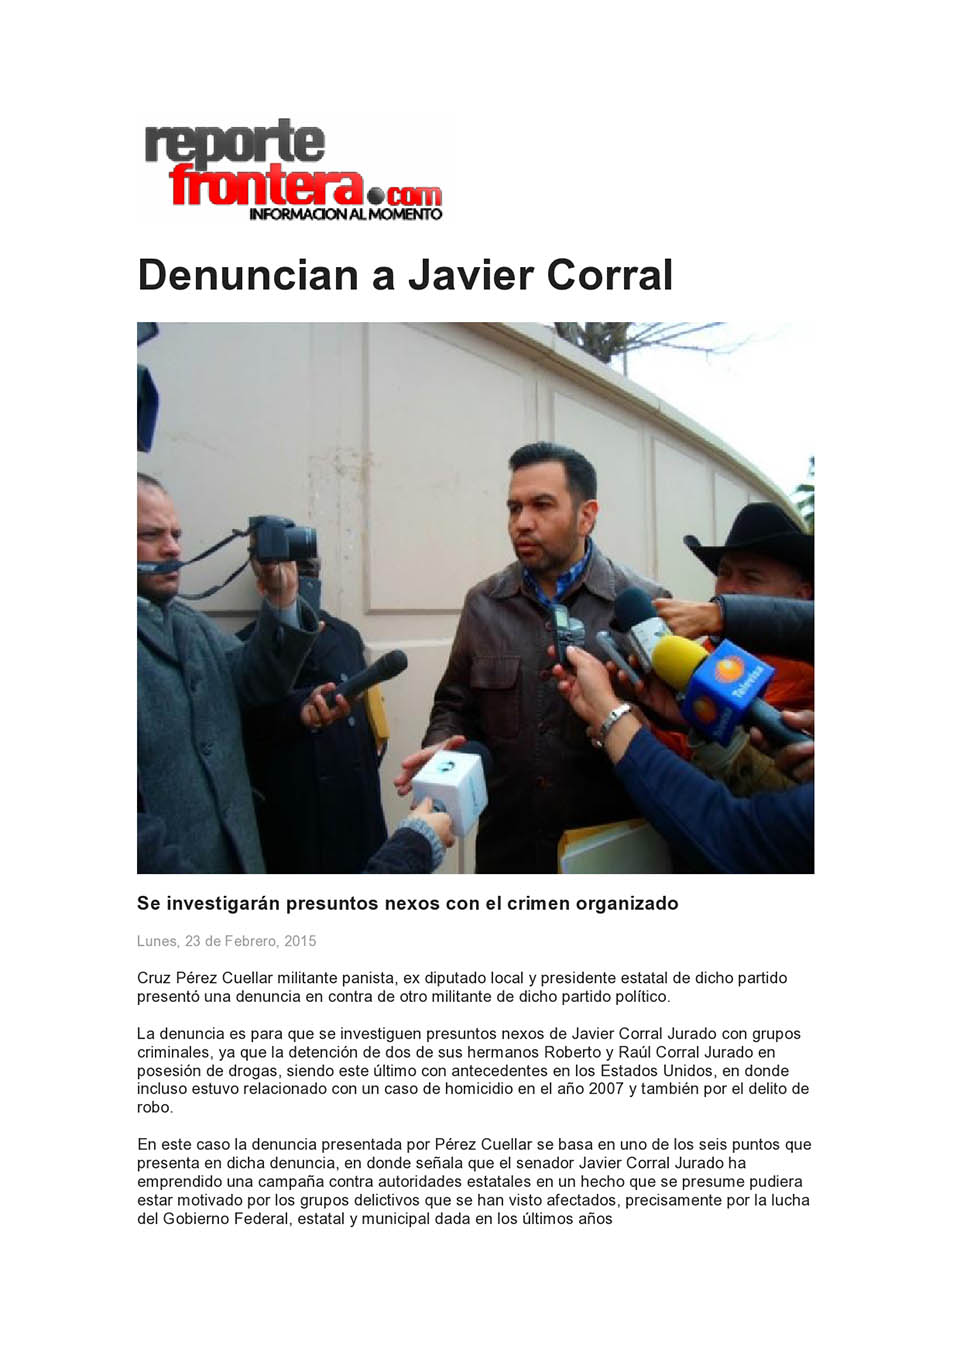 reporte
frontera.com
INFORMACION AL MOMENTO
Denuncian a Javier Corral
Televisa
Se investigarán presuntos nexos con el crimen organizado
Lunes, 23 de Febrero, 2015
Cruz Pérez Cuellar militante panista, ex diputado local y presidente estatal de dicho partido
presentó una denuncia en contra de otro militante de dicho partido político.
La denuncia es para que se investiguen presuntos nexos de Javier Corral Jurado con grupos
criminales, ya que la detención de dos de sus hermanos Roberto y Raúl Corral Jurado en
posesión de drogas, siendo este último con antecedentes en los Estados Unidos, en donde
incluso estuvo relacionado con un caso de homicidio en el año 2007 y también por el delito de
robo.
En este caso la denuncia presentada por Pérez Cuellar se basa en uno de los seis puntos que
presenta en dicha denuncia, en donde señala que el senador Javier Corral Jurado ha
emprendido una campaña contra autoridades estatales en un hecho que se presume pudiera
estar motivado por los grupos delictivos que se han visto afectados, precisamente por la lucha
del Gobierno Federal, estatal y municipal dada en los últimos años